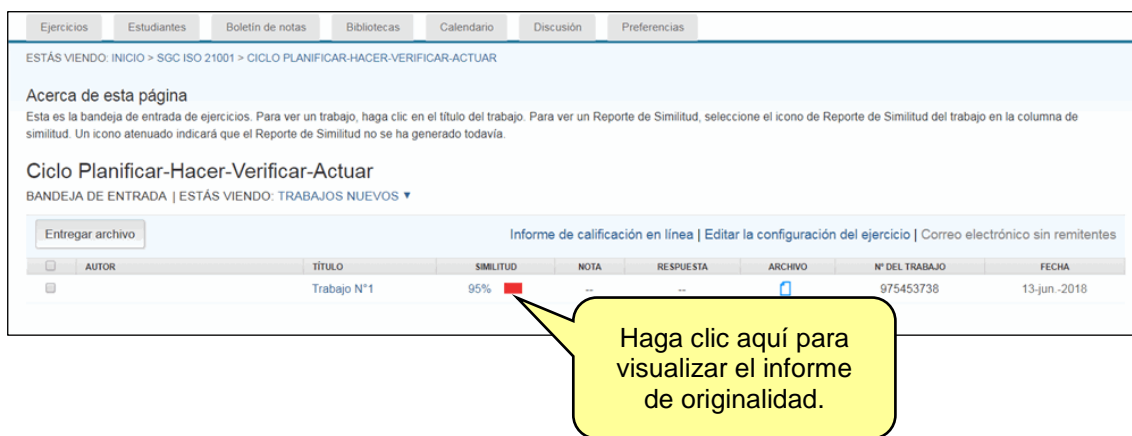 Ejercicios Estudiantes Boletín de notas Bibliotecas Calendario Discusión Preferencias
ESTÁS VIENDO: INICIO > SGC ISO 21001 > CICLO PLANIFICAR-HACER-VERIFICAR-ACTUAR
Acerca de esta página
Esta es la bandeja de entrada de ejercicios. Para ver un trabajo, haga clic en el título del trabajo. Para ver un Reporte de Similitud, seleccione el icono de Reporte de Similitud del trabajo en la columna de
similitud. Un icono atenuado indicará que el Reporte de Similitud no se ha generado todavía.
Ciclo Planificar-Hacer-Verificar-Actuar
BANDEJA DE ENTRADA | ESTÁS VIENDO: TRABAJOS NUEVOS ▼
Entregar archivo Informe de calificación en línea | Editar la configuración del ejercicio | Correo electrónico sin remitentes
AUTOR TÍTULO SIMILITUD NOTA RESPUESTA ARCHIVO Nº DEL TRABAJO FECHA
Trabajo N°1 95% -- -- 975453738 13-jun.-2018
Haga clic aquí para
visualizar el informe
de originalidad.